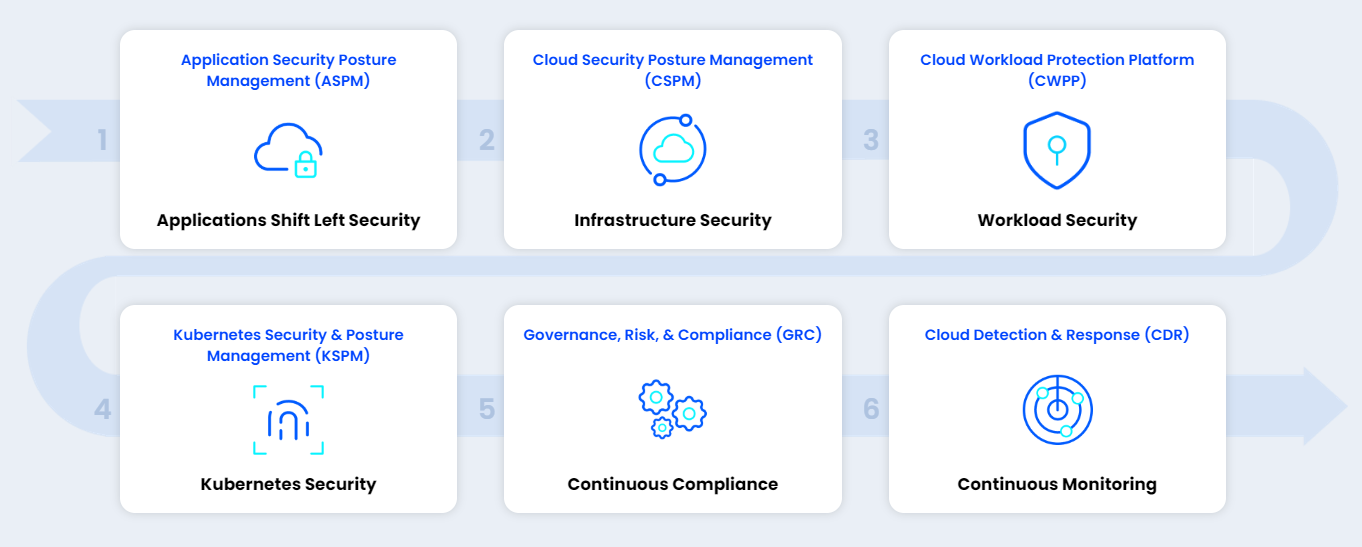 1
Application Security Posture
Management (ASPM)
Applications Shift Left Security
2
Cloud Security Posture Management
(CSPM)
Infrastructure Security
3
Cloud Workload Protection Platform
(CWPP)
Workload Security
4
Kubernetes Security & Posture
Management (KSPM)
Kubernetes Security
5
Governance, Risk, & Compliance (GRC)
Continuous Compliance
6
Cloud Detection & Response (CDR)
Continuous Monitoring